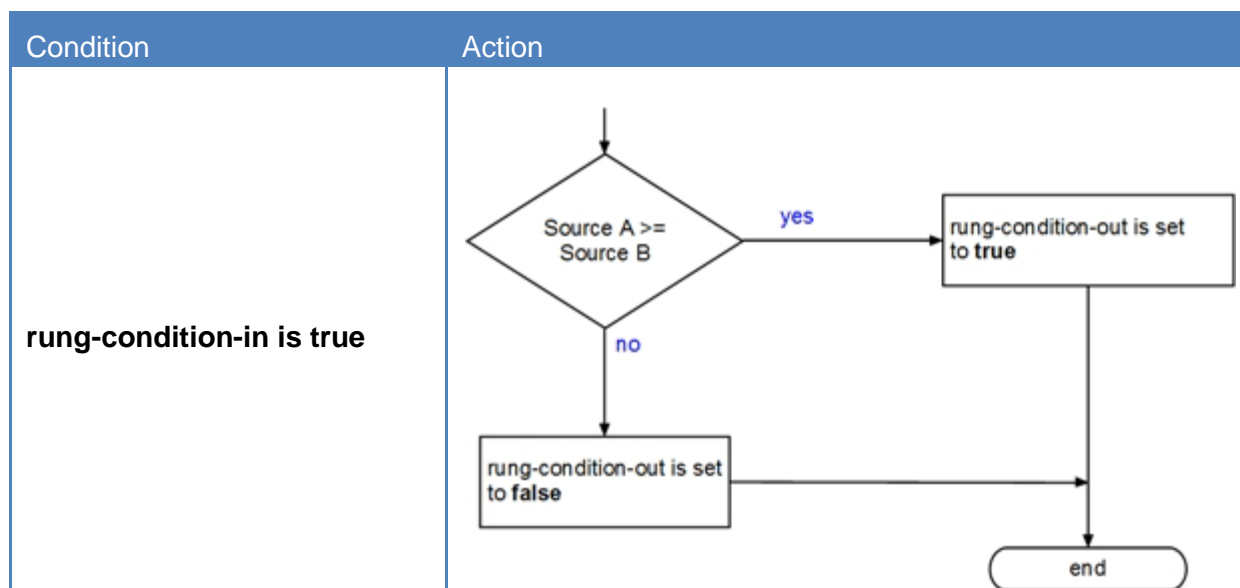 Condition
Action
Source A >=
Source B
yes
rung-condition-out is set
to true
rung-condition-in is true
no
rung-condition-out is set
to false
end